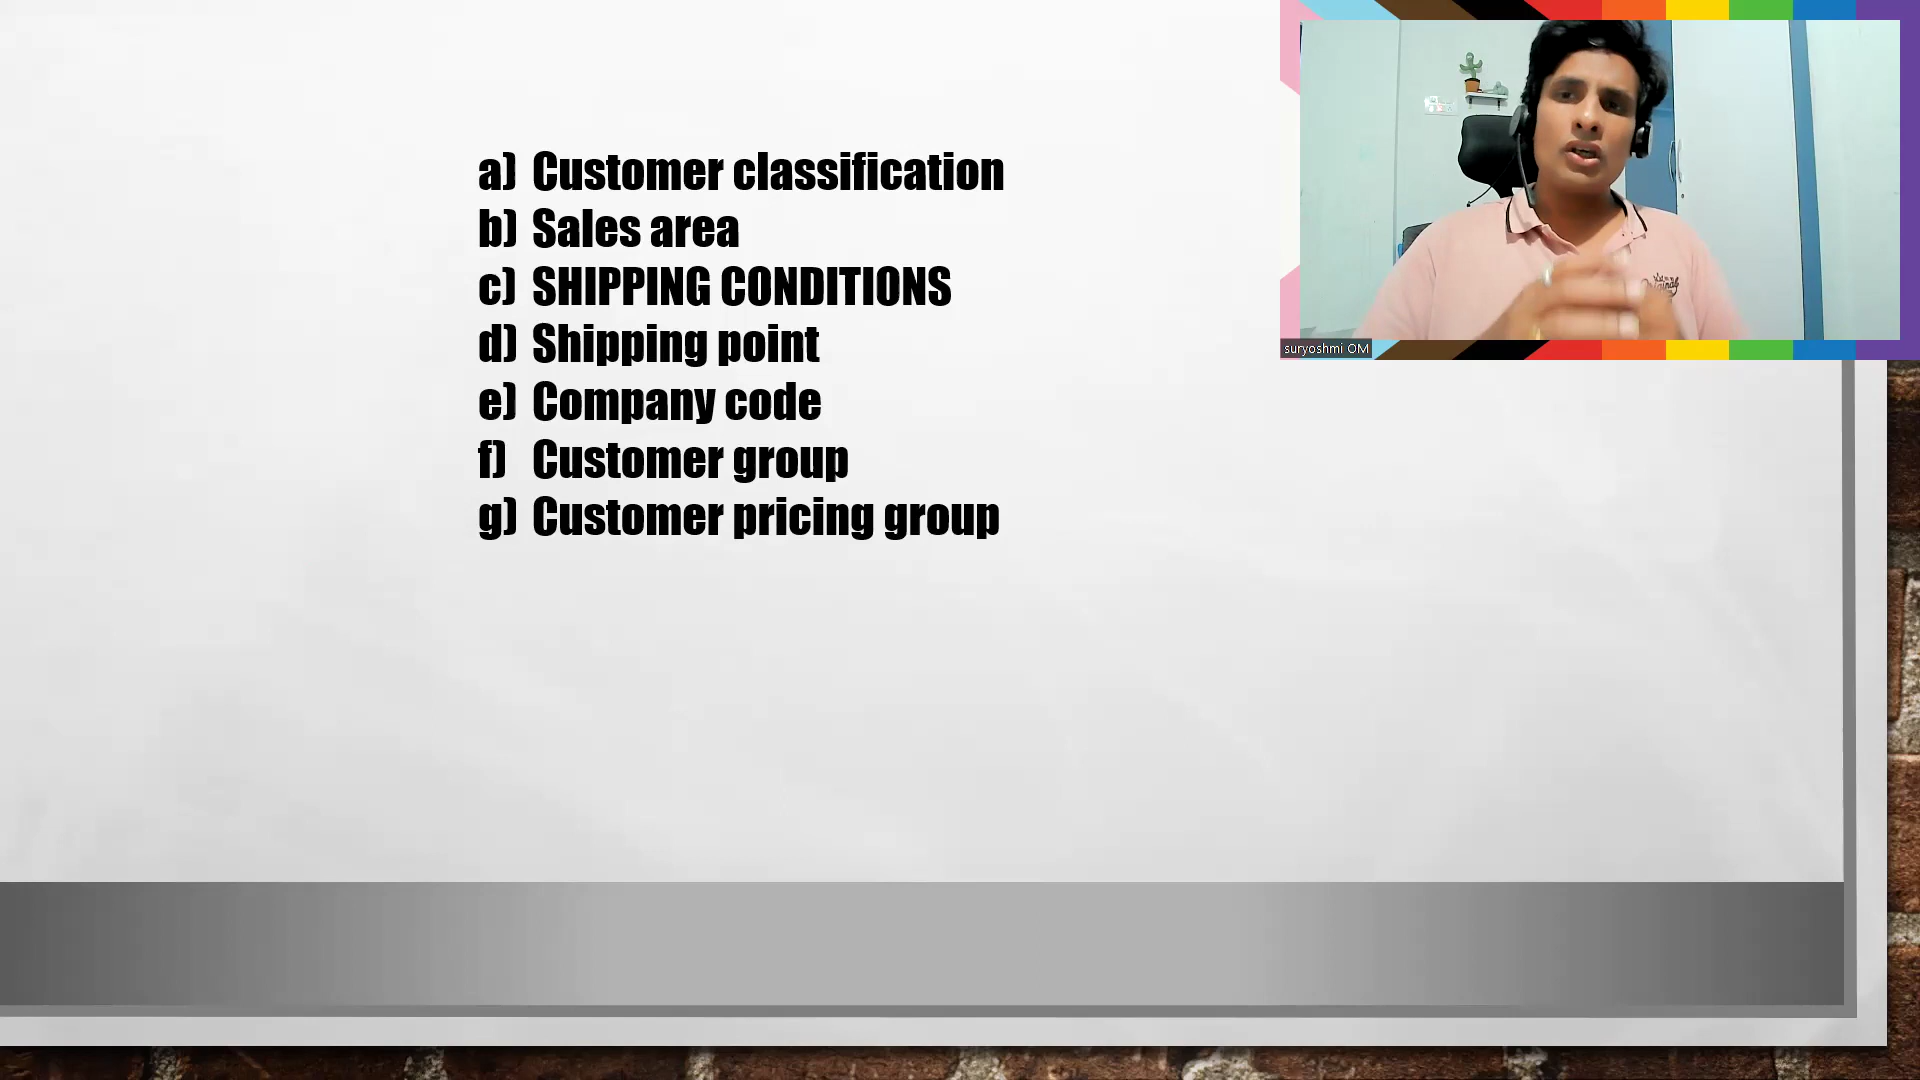 a) Customer classification
b) Sales area
c) SHIPPING CONDITIONS
d) Shipping point
e) Company code
f) Customer group
g) Customer pricing group
suryoshmi OM